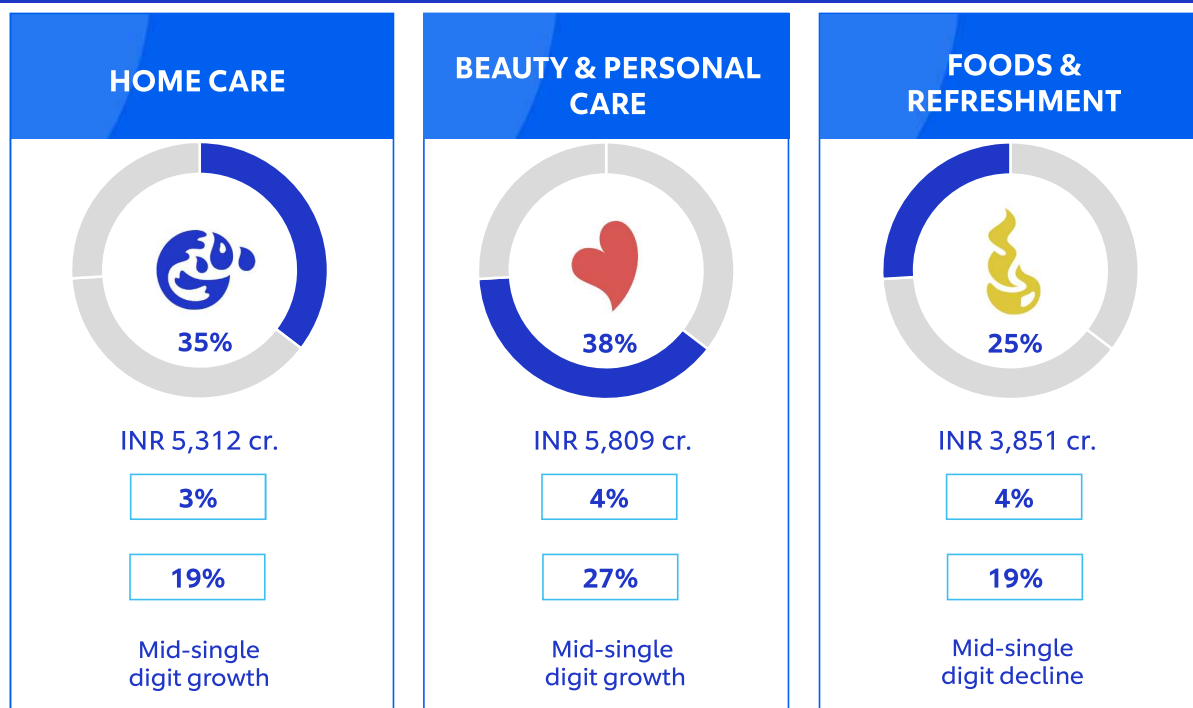 HOME CARE
35%
INR 5,312 cr.
3%
19%
Mid-single
digit growth
BEAUTY & PERSONAL
CARE
38%
INR 5,809 cr.
4%
27%
Mid-single
digit growth
FOODS &
REFRESHMENT
25%
INR 3,851 cr.
4%
19%
Mid-single
digit decline